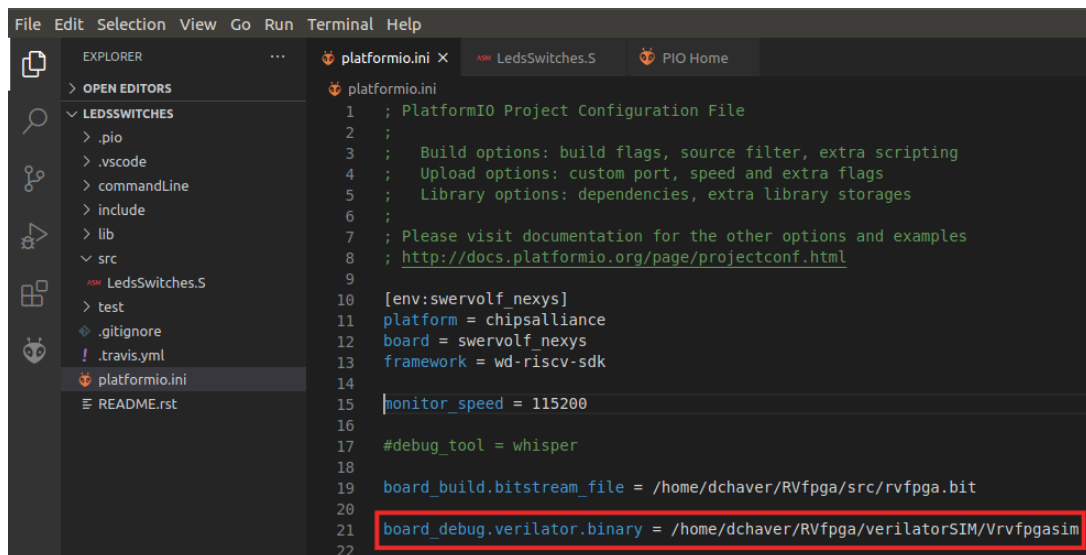 File Edit Selection View Go Run Terminal Help
EXPLORER ...
> OPEN EDITORS
LEDSSWITCHES
> .pio
> .vscode
> commandLine
> include
> lib
src
ASM LedsSwitches.S
> test
.gitignore
! .travis.yml
platformio.ini
README.rst
platformio.ini × ASM LedsSwitches.S PIO Home
platformio.ini
1 ; PlatformIO Project Configuration File
2 ;
3 ;   Build options: build flags, source filter, extra scripting
4 ;   Upload options: custom port, speed and extra flags
5 ;   Library options: dependencies, extra library storages
6 ;
7 ; Please visit documentation for the other options and examples
8 ; http://docs.platformio.org/page/projectconf.html
9
10 [env:swervolf_nexys]
11 platform = chipsalliance
12 board = swervolf_nexys
13 framework = wd-riscv-sdk
14
15 monitor_speed = 115200
16
17 #debug_tool = whisper
18
19 board_build.bitstream_file = /home/dchaver/RVfpga/src/rvfpga.bit
20
21 board_debug.verilator.binary = /home/dchaver/RVfpga/verilatorSIM/Vrvfpgasim
22